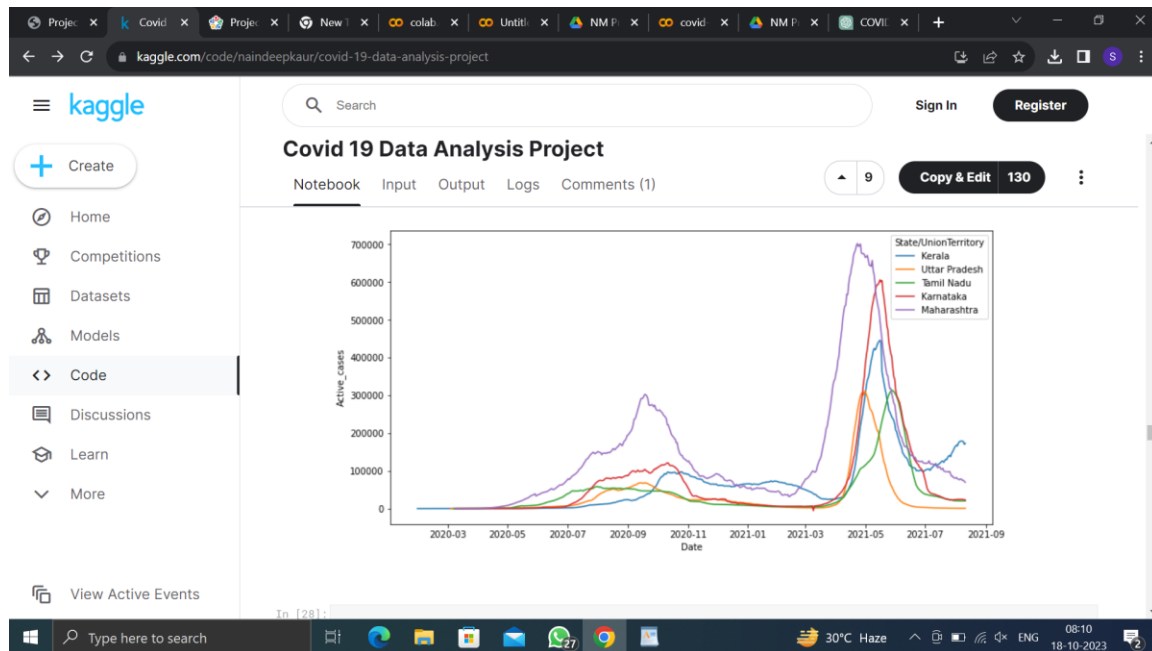 Projec
Covid
Projec
New T
colab.
Untitle
NM P
covid-
NM P
COVID
kaggle.com/code/naindeepkaur/covid-19-data-analysis-project
S
kaggle
Search
Sign In
Register
Create
Home
Competitions
Datasets
Models
Code
Discussions
Learn
More
View Active Events
Covid 19 Data Analysis Project
9
Copy & Edit 130
Notebook Input Output Logs Comments (1)
State/UnionTerritory
Kerala
Uttar Pradesh
Tamil Nadu
Karnataka
Maharashtra
700000
600000
500000
400000
300000
200000
100000
0
Active_cases
2020-03 2020-05 2020-07 2020-09 2020-11 2021-01 2021-03 2021-05 2021-07 2021-09
Date
In [28]:
Type here to search
27
30°C Haze
ENG
08:10
18-10-2023
2